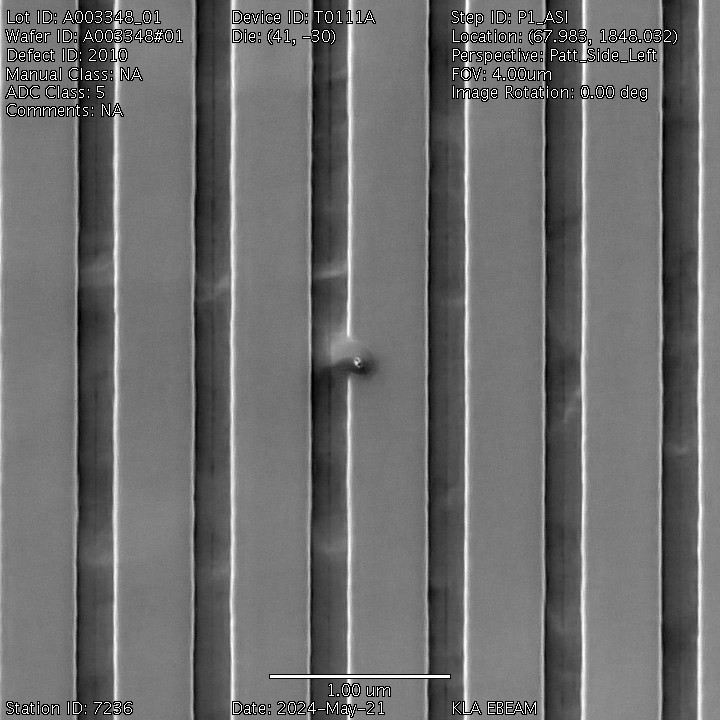 Lot ID: A003348_01
Wafer ID: A003348#01
Defect ID: 2010
Manual Class: NA
ADC Class: 5
Comments: NA
Device ID: T0111A
Die: (41, -30)
Step ID: P1_ASI
Location: (67.983, 1848.032)
Perspective: Patt_Side_Left
FOV: 4.00um
Image Rotation: 0.00 deg
1.00 um
Station ID: 7236
Date: 2024-May-21
KLA EBEAM